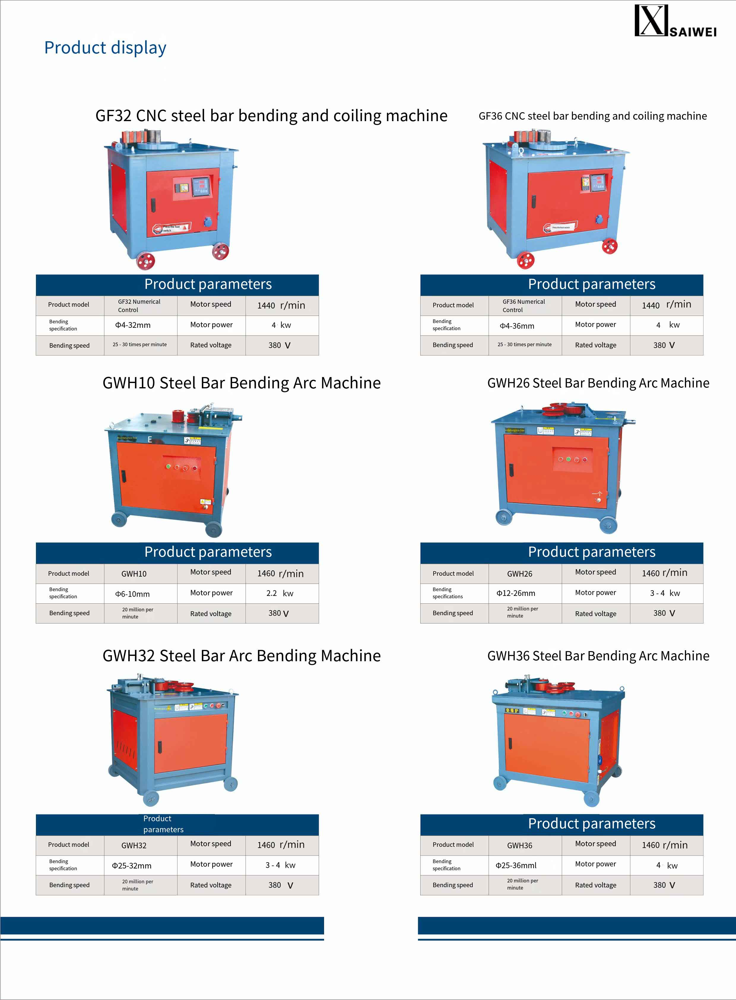 X SAIWEI
Product display
GF32 CNC steel bar bending and coiling machine
GF36 CNC steel bar bending and coiling machine
Press the foot
switch
Press the foot switch
Product parameters
Product model GF32 Numerical Control Motor speed 1440 r/min
Bending specification Φ4-32mm Motor power 4 kw
Bending speed 25 - 30 times per minute Rated voltage 380 V
Product parameters
Product model GF36 Numerical Control Motor speed 1440 r/min
Bending specification Φ4-36mm Motor power 4 kw
Bending speed 25 - 30 times per minute Rated voltage 380 V
GWH10 Steel Bar Bending Arc Machine
GWH26 Steel Bar Bending Arc Machine
Maintenance-free E
Maintenance-free
一个
Product parameters
Product model GWH10 Motor speed 1460 r/min
Bending specification Φ6-10mm Motor power 2.2 kw
Bending speed 20 million per minute Rated voltage 380 V
Product parameters
Product model GWH26 Motor speed 1460 r/min
Bending specifications Φ12-26mm Motor power 3 - 4 kw
Bending speed 20 million per minute Rated voltage 380 V
GWH32 Steel Bar Arc Bending Machine
GWH36 Steel Bar Bending Arc Machine
Maintenance-free
免维护
Product
parameters
Product model GWH32 Motor speed 1460 r/min
Bending specification Φ25-32mm Motor power 3 - 4 kw
Bending speed 20 million per minute Rated voltage 380 V
Product parameters
Product model GWH36 Motor speed 1460 r/min
Bending specification Φ25-36mml Motor power 4 kw
Bending speed 20 million per minute Rated voltage 380 V